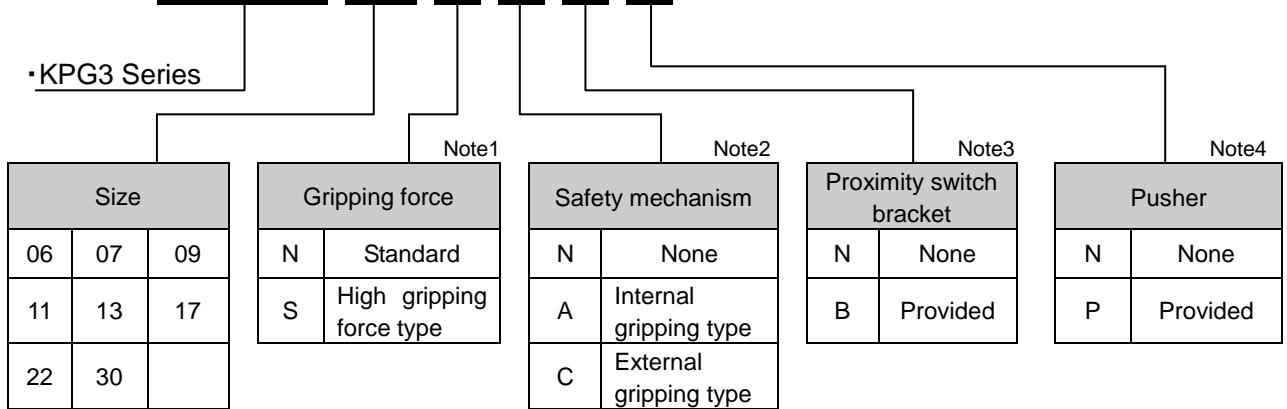 ・KPG3 Series
Note1
Note2
Note3
Note4
Size
06 07 09
11 13 17
22 30
Gripping force
N Standard
S High gripping
force type
Safety mechanism
N None
A Internal
gripping type
C External
gripping type
Proximity switch
bracket
N None
B Provided
Pusher
N None
P Provided